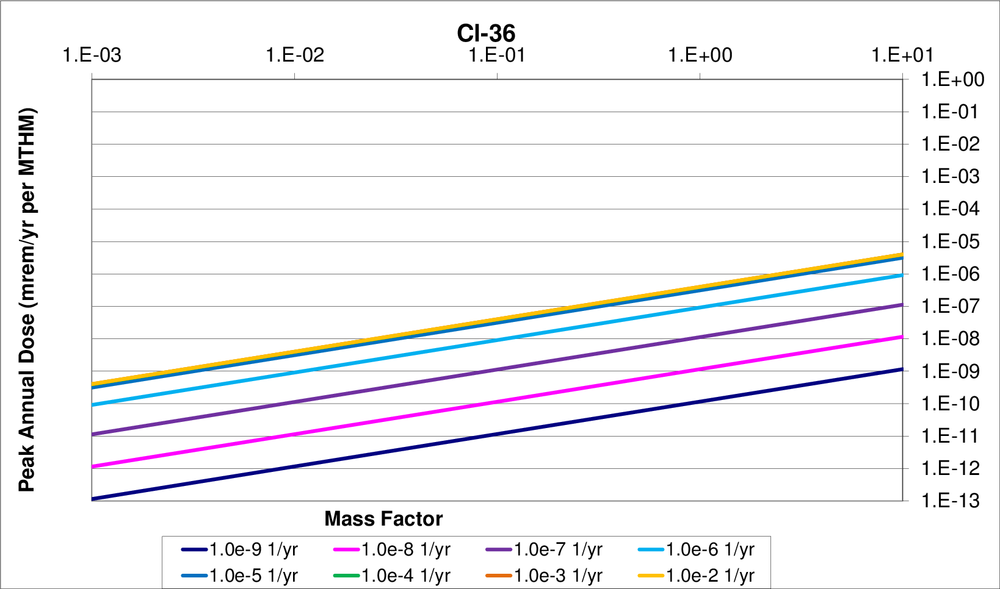 Cl-36
1.E-03 1.E-02 1.E-01 1.E+00 1.E+01
1.E+00
1.E-01
1.E-02
1.E-03
1.E-04
1.E-05
1.E-06
1.E-07
1.E-08
1.E-09
1.E-10
1.E-11
1.E-12
1.E-13
Peak Annual Dose (mrem/yr per MTHM)
Mass Factor
1.0e-9 1/yr 1.0e-8 1/yr 1.0e-7 1/yr 1.0e-6 1/yr
1.0e-5 1/yr 1.0e-4 1/yr 1.0e-3 1/yr 1.0e-2 1/yr